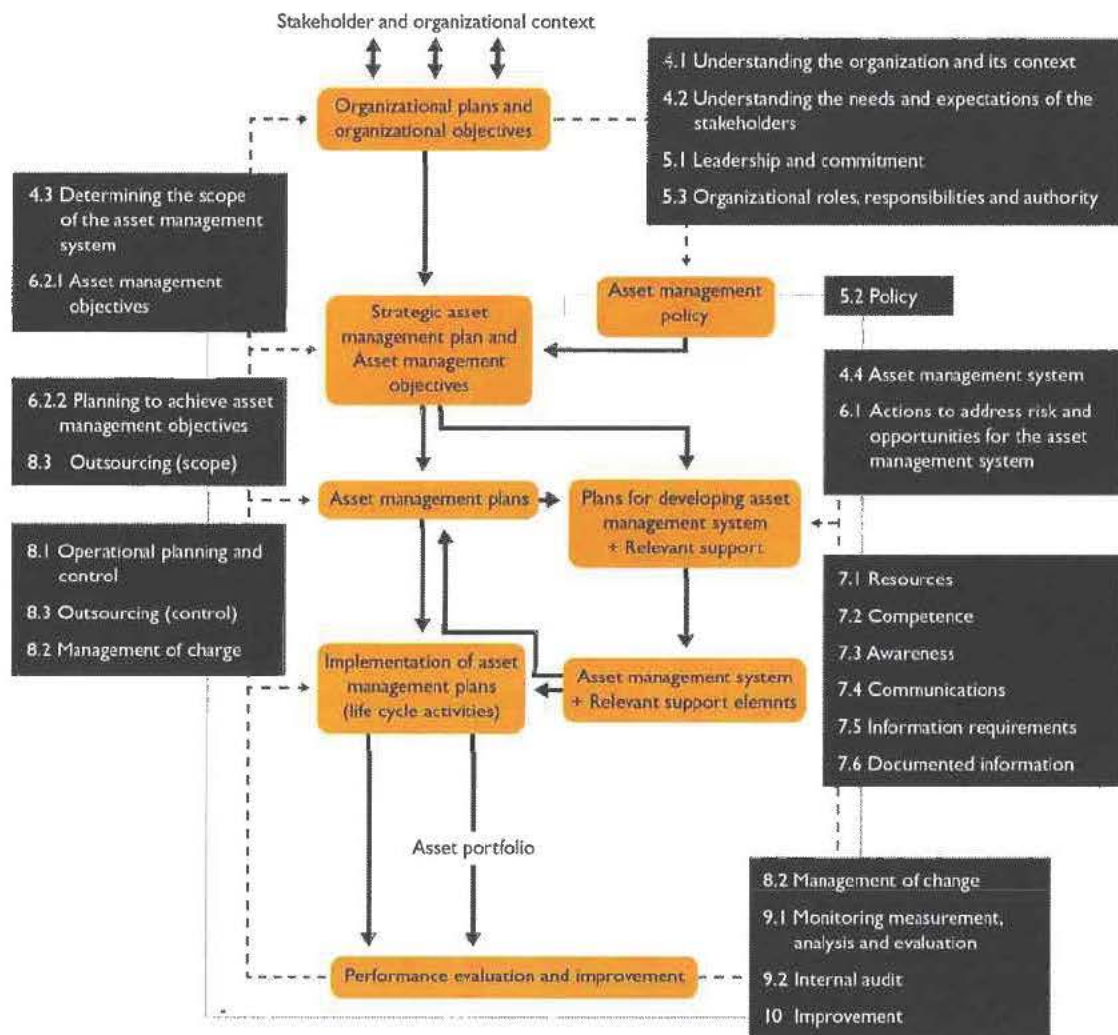 Stakeholder and organizational context
Organizational plans and
organizational objectives
4.1 Understanding the organization and its context
4.2 Understanding the needs and expectations of the
stakeholders
5.1 Leadership and commitment
5.3 Organizational roles, responsibilities and authority
4.3 Determining the scope
of the asset management
system
6.2.1 Asset management
objectives
Strategic asset
management plan and
Asset management
objectives
Asset management
policy
5.2 Policy
6.2.2 Planning to achieve asset
management objectives
8.3 Outsourcing (scope)
4.4 Asset management system
6.1 Actions to address risk and
opportunities for the asset
management system
Asset management plans
Plans for developing asset
management system
+ Relevant support
8.1 Operational planning and
control
8.3 Outsourcing (control)
8.2 Management of charge
7.1 Resources
7.2 Competence
7.3 Awareness
7.4 Communications
7.5 Information requirements
7.6 Documented information
Implementation of asset
management plans
(life cycle activities)
Asset management system
+ Relevant support elemnts
Asset portfolio
8.2 Management of change
9.1 Monitoring measurement,
analysis and evaluation
9.2 Internal audit
10 Improvement
Performance evaluation and improvement